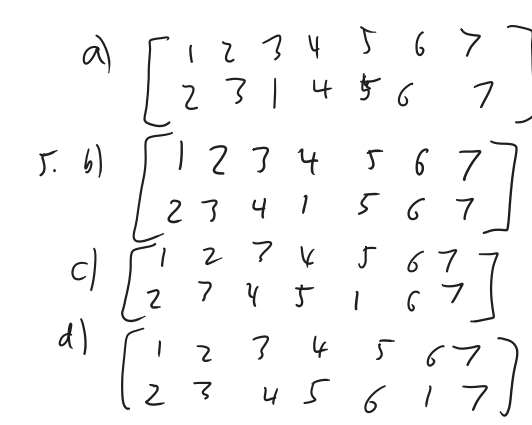 a) [ 1 2 3 4 5 6 7
2 3 1 4 5 6 7 ]
5. b) [ 1 2 3 4 5 6 7
2 3 4 1 5 6 7 ]
c) [ 1 2 3 4 5 6 7
2 3 4 5 1 6 7 ]
d) [ 1 2 3 4 5 6 7
2 3 4 5 6 1 7 ]